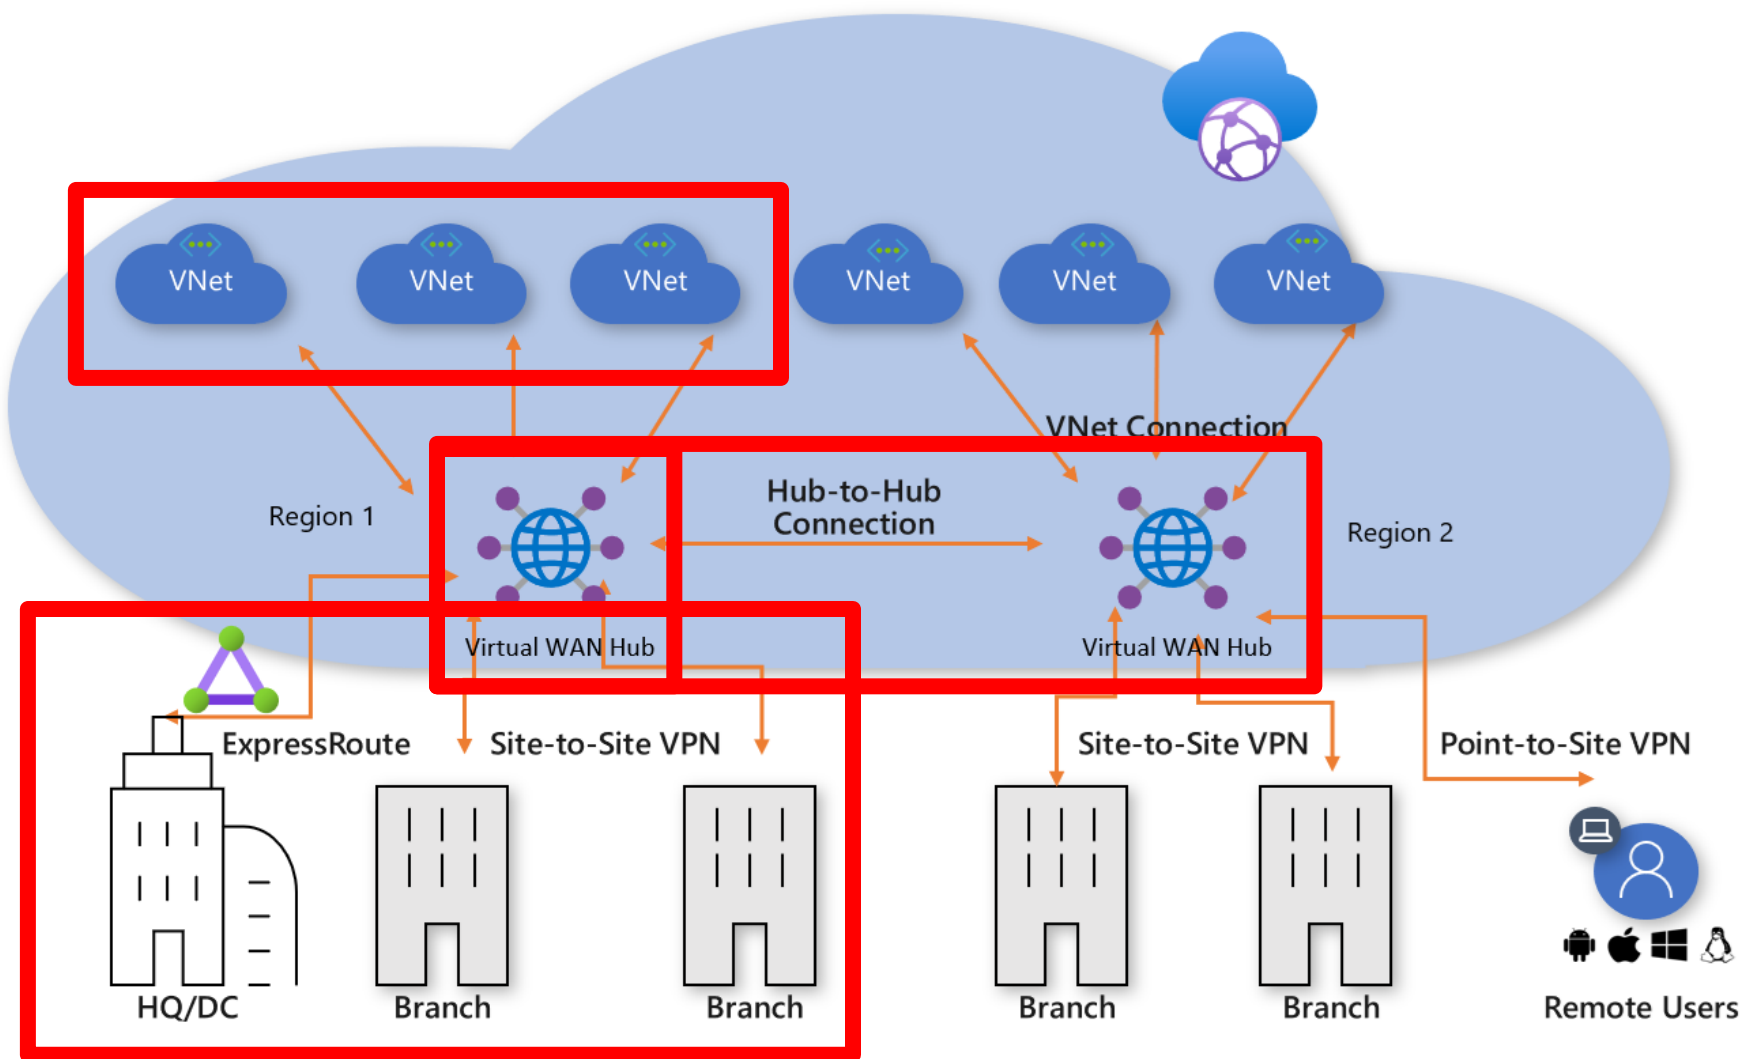 VNet
VNet
VNet
VNet
VNet
VNet
VNet Connection
Hub-to-Hub
Connection
Region 1
Region 2
Virtual WAN Hub
Virtual WAN Hub
ExpressRoute
Site-to-Site VPN
Site-to-Site VPN
Point-to-Site VPN
HQ/DC
Branch
Branch
Branch
Branch
Remote Users